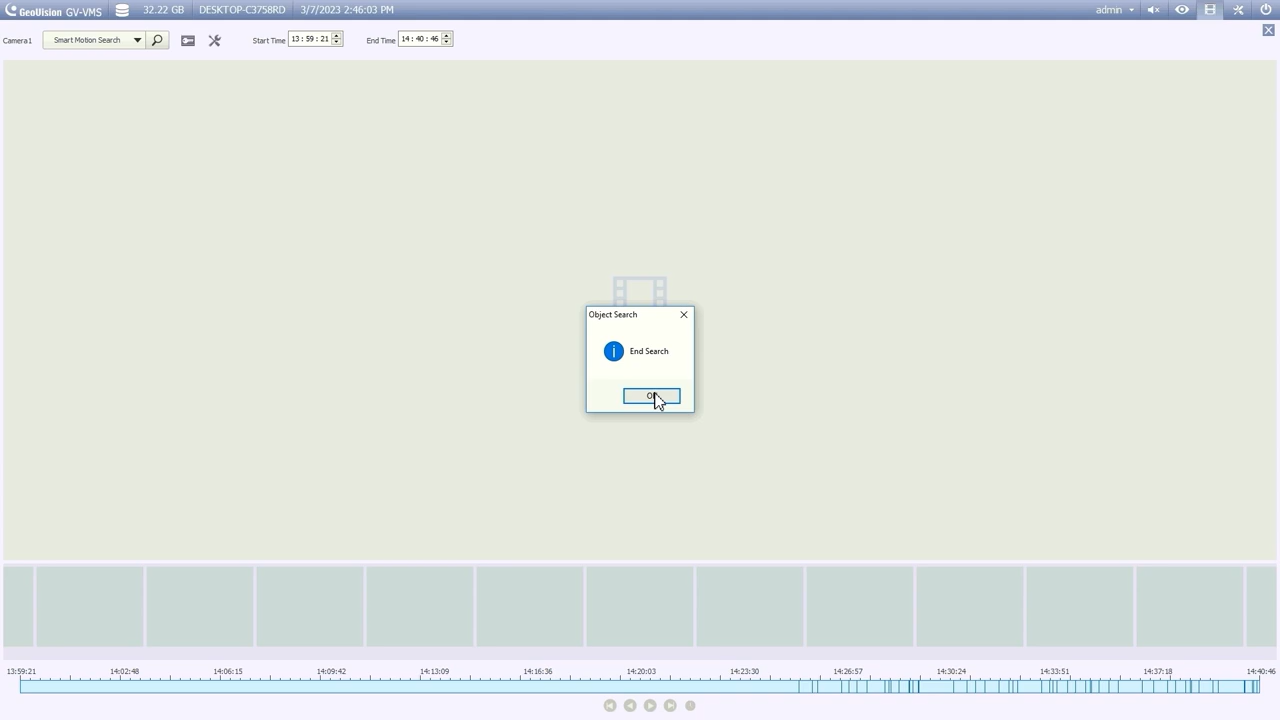 GeoVision GV-VMS 32.22 GB DESKTOP-C3758RD 3/7/2023 2:46:03 PM admin
Camera1 Smart Motion Search Start Time 13 : 59 : 21 End Time 14 : 40 : 46
Object Search
End Search
13:59:21 14:02:48 14:06:15 14:09:42 14:13:09 14:16:36 14:20:03 14:23:30 14:26:57 14:30:24 14:33:51 14:37:18 14:40:46